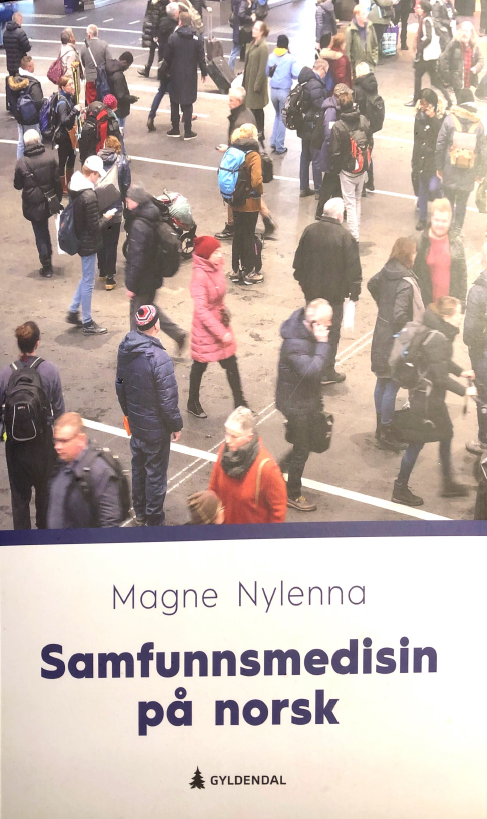 Magne Nylenna
Samfunnsmedisin
på norsk
GYLDENDAL